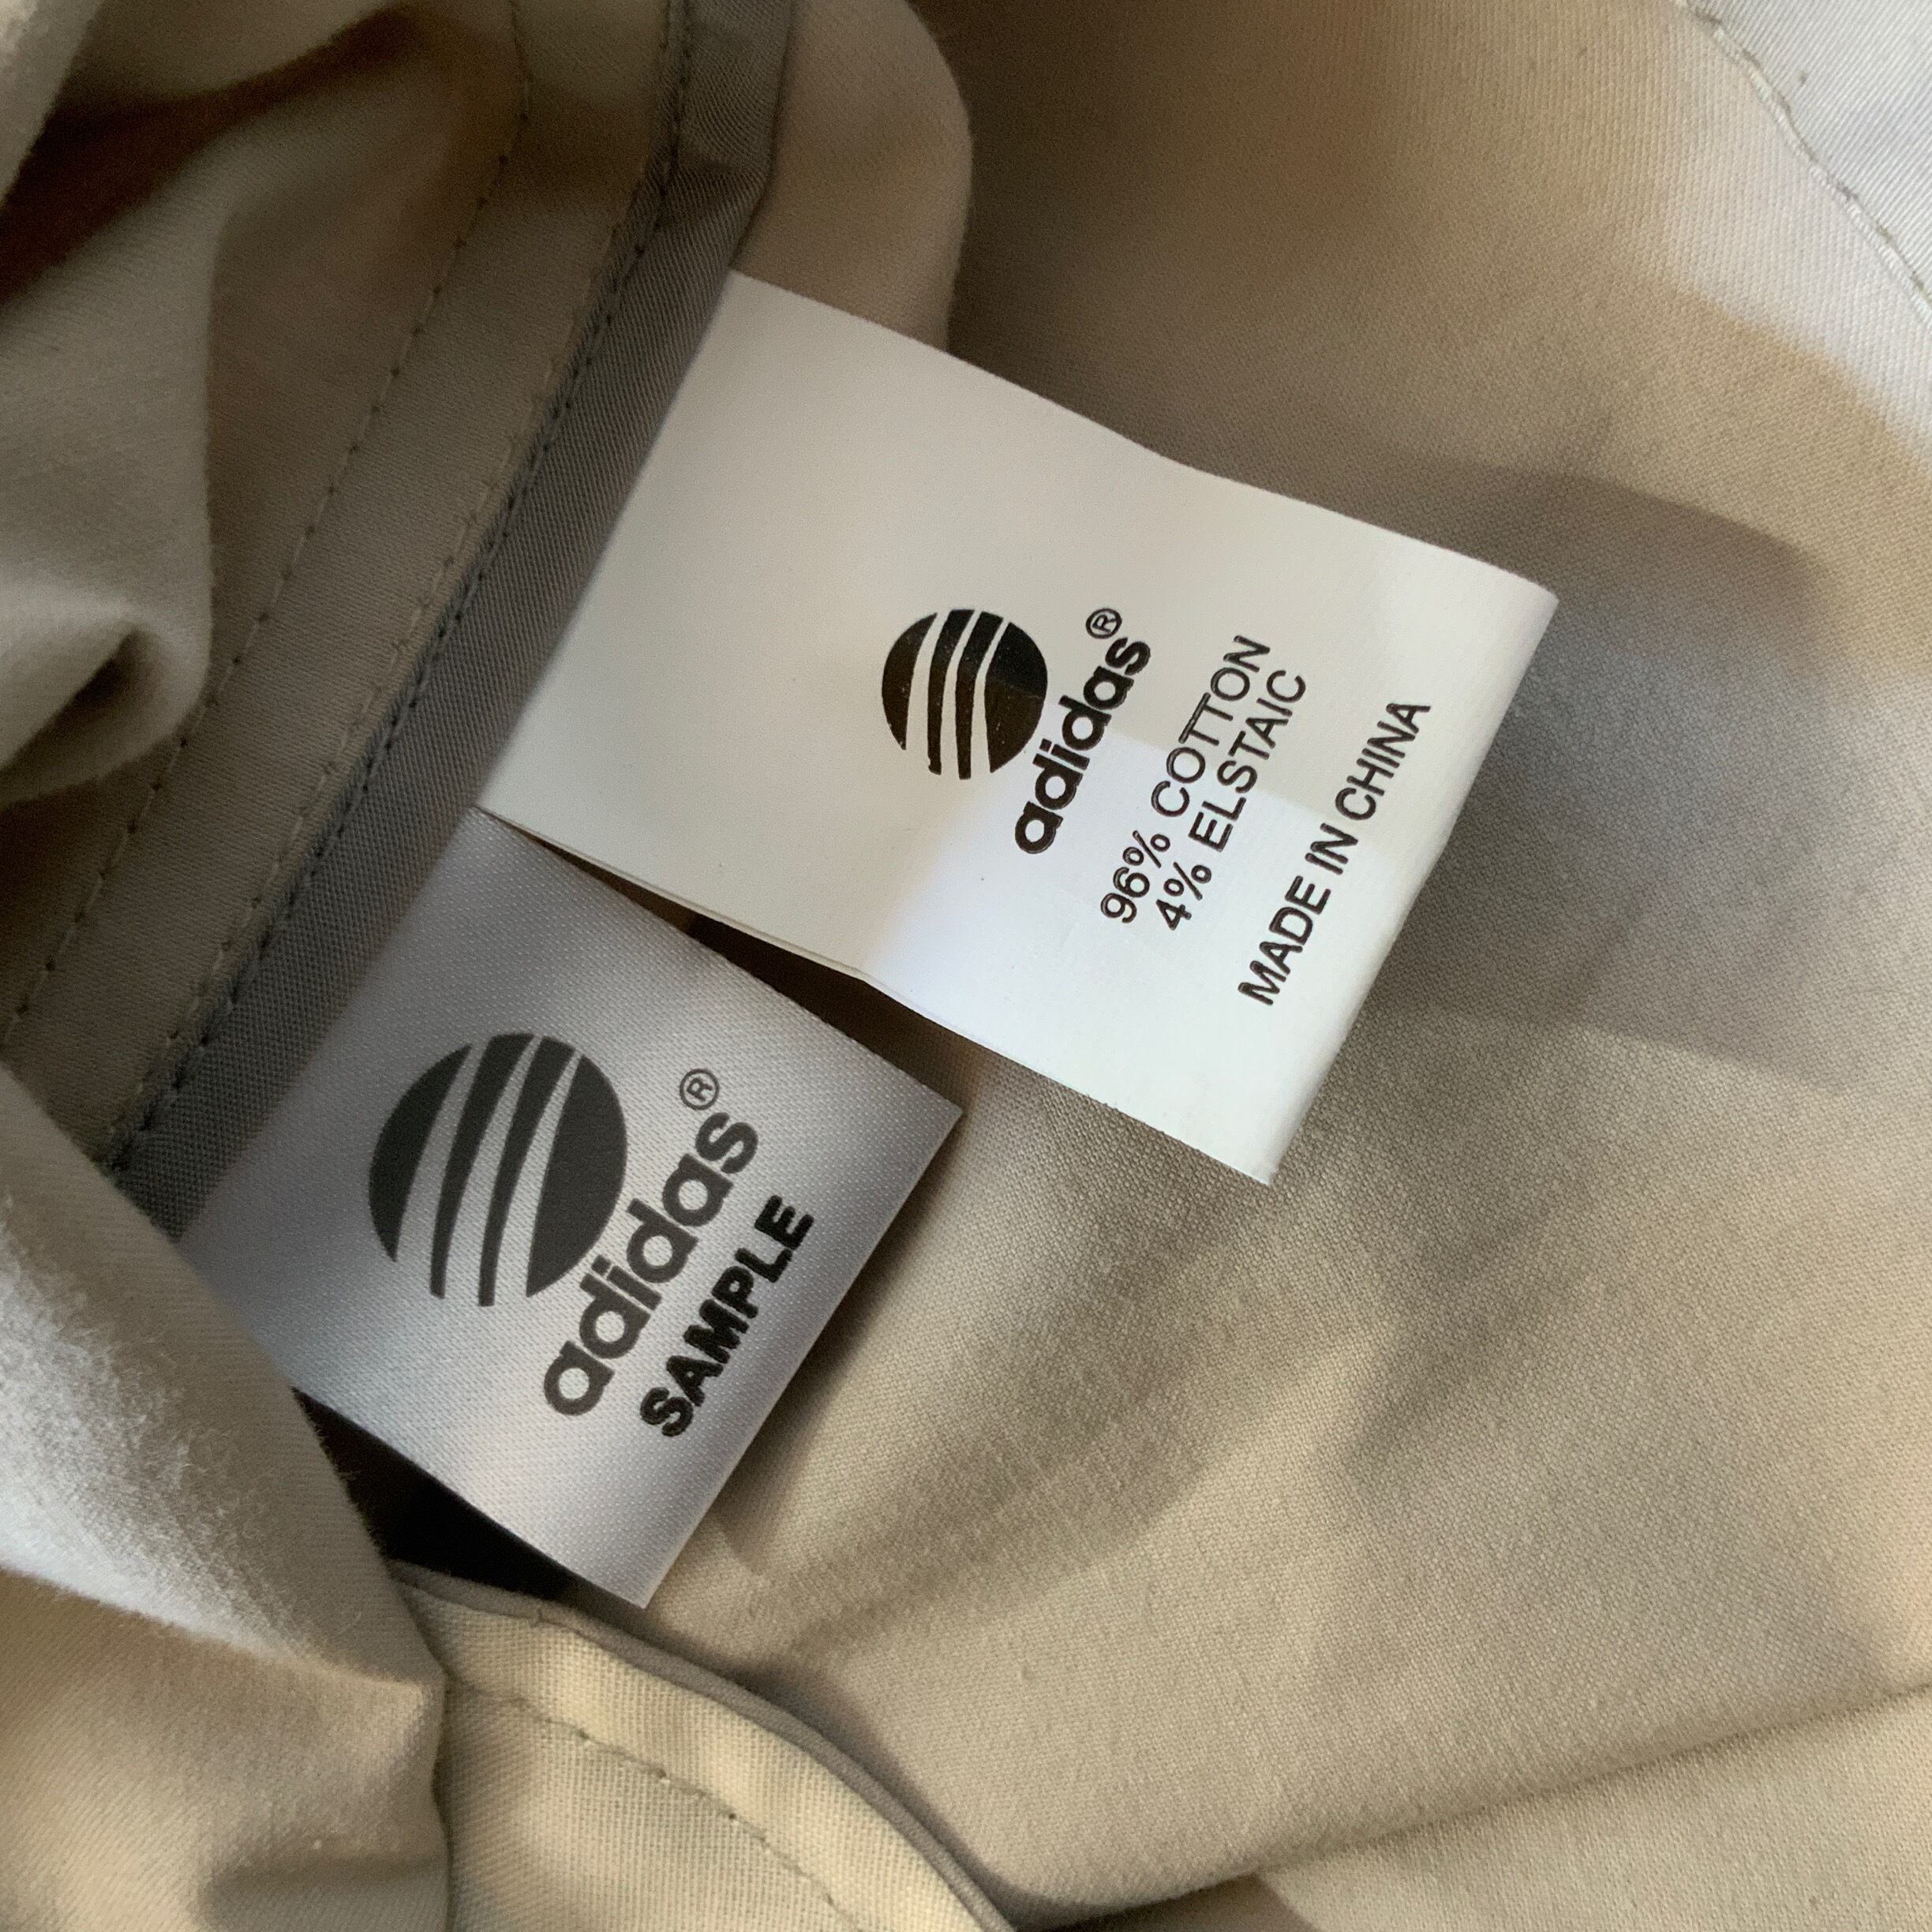 adidas®
96% COTTON
4% ELSTAIC
MADE IN CHINA
adidas®
SAMPLE